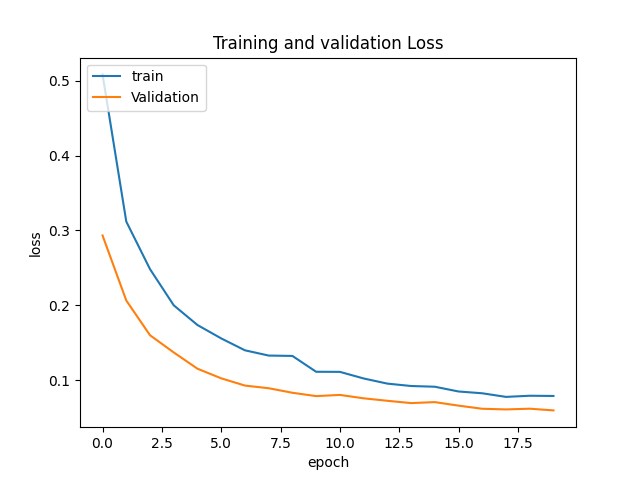 Training and validation Loss
train
Validation
0.5
0.4
0.3
0.2
0.1
loss
0.0 2.5 5.0 7.5 10.0 12.5 15.0 17.5
epoch